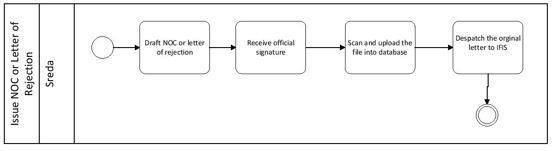 Issue NOC or Letter of
Rejection
Sreda
Draft NOC or letter
of rejection
Receive official
signature
Scan and upload the
file into database
Despatch the orginal
letter to IFIS